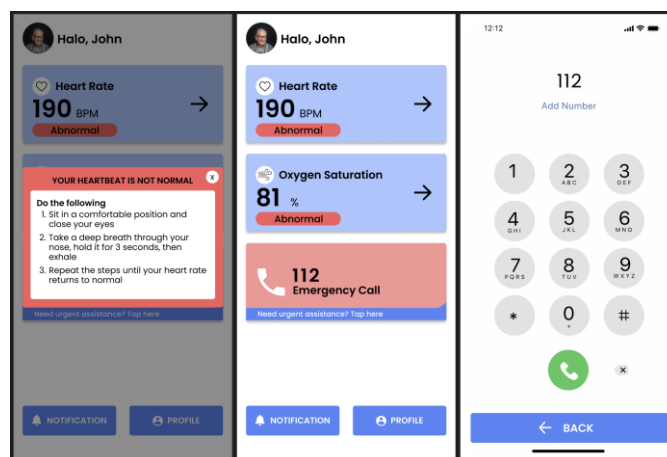 Halo, John
Heart Rate
190 BPM
Abnormal
YOUR HEARTBEAT IS NOT NORMAL
X
Do the following
1. Sit in a comfortable position and
close your eyes
2. Take a deep breath through your
nose, hold it for 3 seconds, then
exhale
3. Repeat the steps until your heart rate
returns to normal
Need urgent assistance? Tap here
NOTIFICATION
PROFILE
Halo, John
Heart Rate
190 BPM
Abnormal
Oxygen Saturation
81 %
Abnormal
112
Emergency Call
Need urgent assistance? Tap here
NOTIFICATION
PROFILE
12:12
112
Add Number
1 2 3
ABC DEF
4 5 6
GHI JKL MNO
7 8 9
PQRS TUV WXYZ
* 0 #
+
BACK